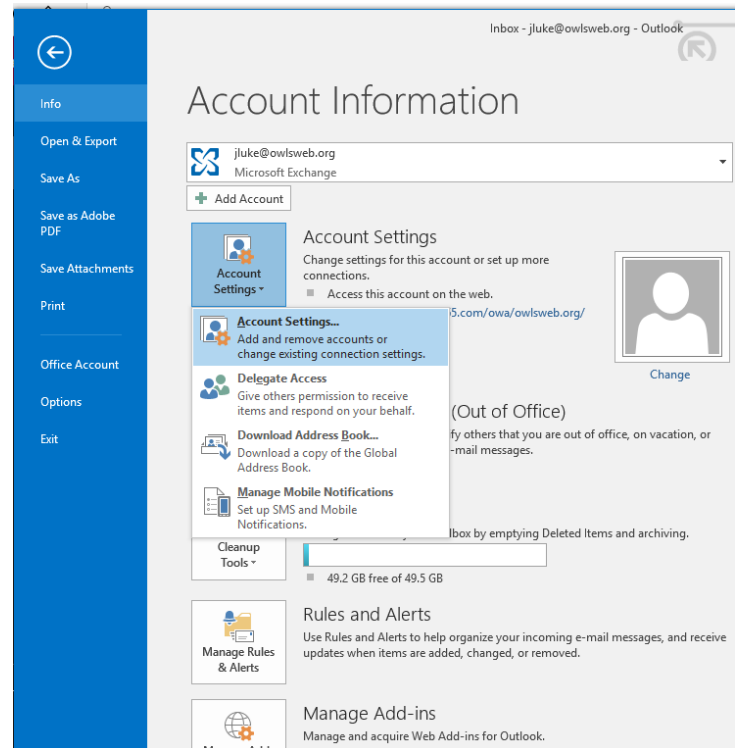 Inbox - jluke@owlsweb.org - Outlook
Info
Open & Export
Save As
Save as Adobe
PDF
Save Attachments
Print
Office Account
Options
Exit
Account Information
jluke@owlsweb.org
Microsoft Exchange
Add Account
Account
Settings
Account Settings
Change settings for this account or set up more
connections.
Access this account on the web.
5.com/owa/owlsweb.org/
Change
Account Settings...
Add and remove accounts or
change existing connection settings.
Delegate Access
Give others permission to receive
items and respond on your behalf.
Download Address Book...
Download a copy of the Global
Address Book.
Manage Mobile Notifications
Set up SMS and Mobile
Notifications.
(Out of Office)
fy others that you are out of office, on vacation, or
-mail messages.
lbox by emptying Deleted Items and archiving.
Cleanup
Tools
49.2 GB free of 49.5 GB
Manage Rules
& Alerts
Rules and Alerts
Use Rules and Alerts to help organize your incoming e-mail messages, and receive
updates when items are added, changed, or removed.
Manage Add-ins
Manage and acquire Web Add-ins for Outlook.